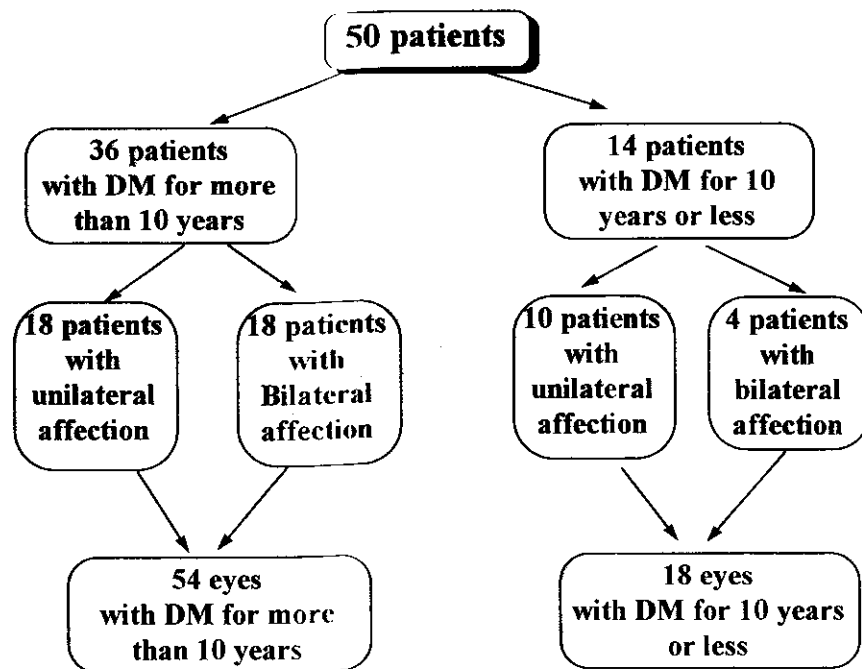 50 patients
36 patients
with DM for more
than 10 years
14 patients
with DM for 10
years or less
18 patients
with
unilateral
affection
18 patients
with
Bilateral
affection
10 patients
with
unilateral
affection
4 patients
with
bilateral
affection
54 eyes
with DM for more
than 10 years
18 eyes
with DM for 10 years
or less